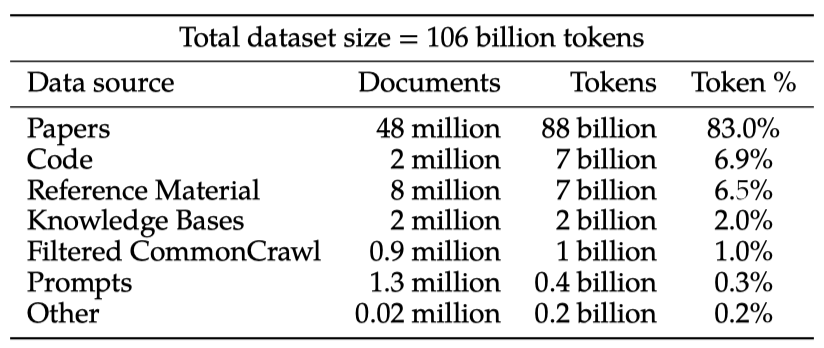 Total dataset size = 106 billion tokens
Data source Documents Tokens Token %
Papers 48 million 88 billion 83.0%
Code 2 million 7 billion 6.9%
Reference Material 8 million 7 billion 6.5%
Knowledge Bases 2 million 2 billion 2.0%
Filtered CommonCrawl 0.9 million 1 billion 1.0%
Prompts 1.3 million 0.4 billion 0.3%
Other 0.02 million 0.2 billion 0.2%